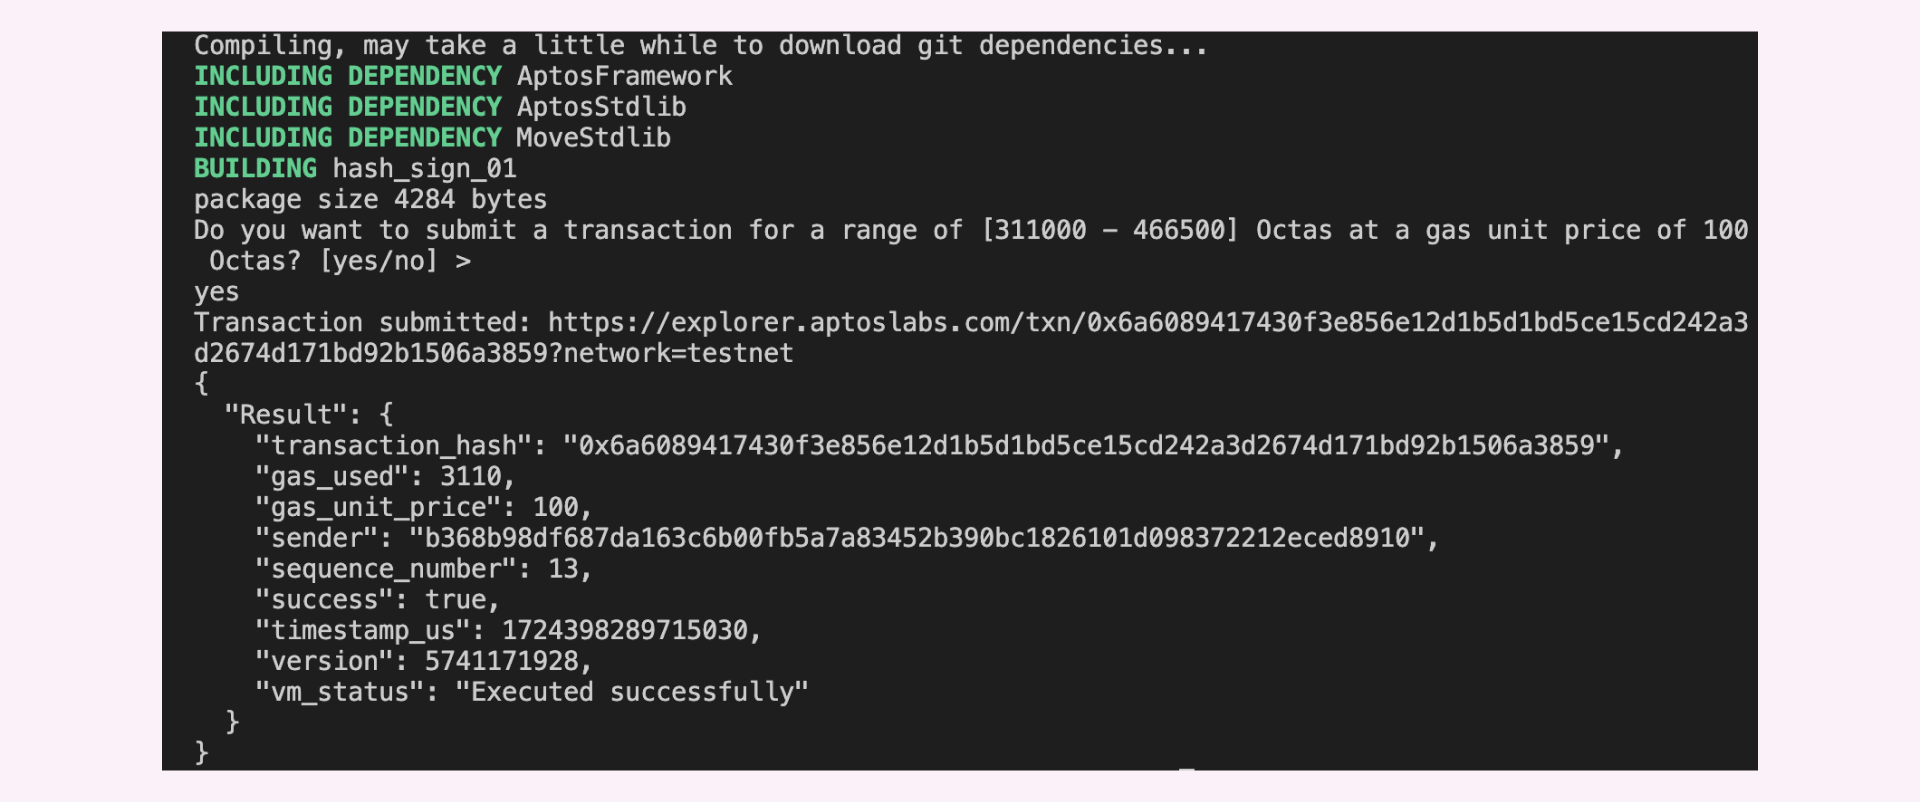 Compiling, may take a little while to download git dependencies...
INCLUDING DEPENDENCY AptosFramework
INCLUDING DEPENDENCY AptosStdlib
INCLUDING DEPENDENCY MoveStdlib
BUILDING hash_sign_01
package size 4284 bytes
Do you want to submit a transaction for a range of [311000 - 466500] Octas at a gas unit price of 100
 Octas? [yes/no] >
yes
Transaction submitted: https://explorer.aptoslabs.com/txn/0x6a6089417430f3e856e12d1b5d1bd5ce15cd242a3
d2674d171bd92b1506a3859?network=testnet
{
  "Result": {
    "transaction_hash": "0x6a6089417430f3e856e12d1b5d1bd5ce15cd242a3d2674d171bd92b1506a3859",
    "gas_used": 3110,
    "gas_unit_price": 100,
    "sender": "b368b98df687da163c6b00fb5a7a83452b390bc1826101d098372212eced8910",
    "sequence_number": 13,
    "success": true,
    "timestamp_us": 1724398289715030,
    "version": 5741171928,
    "vm_status": "Executed successfully"
  }
}